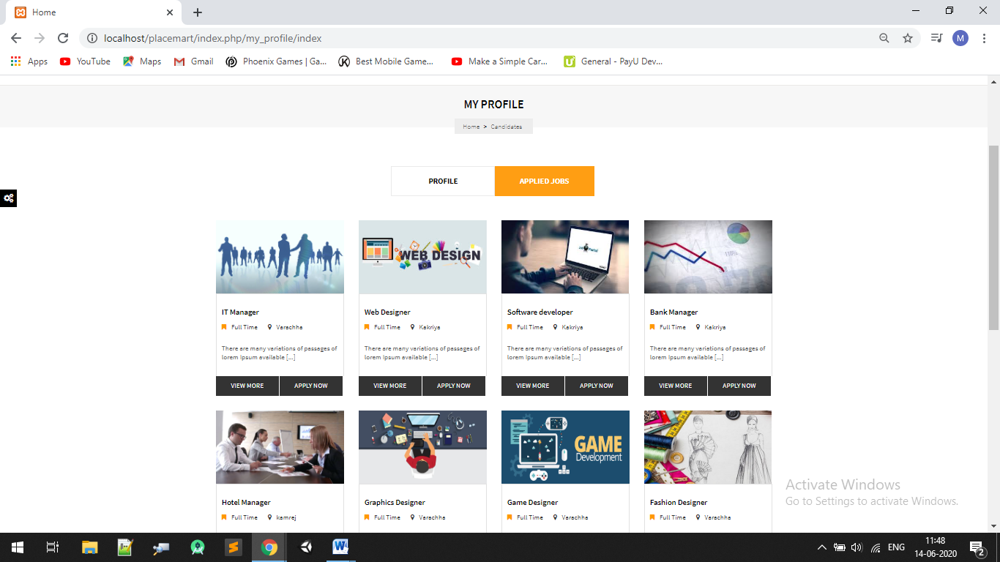 Home
localhost/placemart/index.php/my_profile/index
M
Apps YouTube Maps Gmail Phoenix Games | Ga... Best Mobile Game... Make a Simple Car... General - PayU Dev...
MY PROFILE
Home > Candidates
PROFILE APPLIED JOBS
WEB DESIGN
IT Manager Web Designer Software developer Bank Manager
Full Time Varachha Full Time Kakriya Full Time Kakriya Full Time Kakriya
There are many variations of passages of There are many variations of passages of There are many variations of passages of There are many variations of passages of
lorem Ipsum available [...] lorem Ipsum available [...] lorem Ipsum available [...] lorem Ipsum available [...]
VIEW MORE APPLY NOW VIEW MORE APPLY NOW VIEW MORE APPLY NOW VIEW MORE APPLY NOW
GAME
Development
Hotel Manager Graphics Designer Game Designer Fashion Designer
Full Time kamrej Full Time Varachha Full Time Varachha Full Time Varachha
Activate Windows
Go to Settings to activate Windows.
ENG 11:48
14-06-2020
2